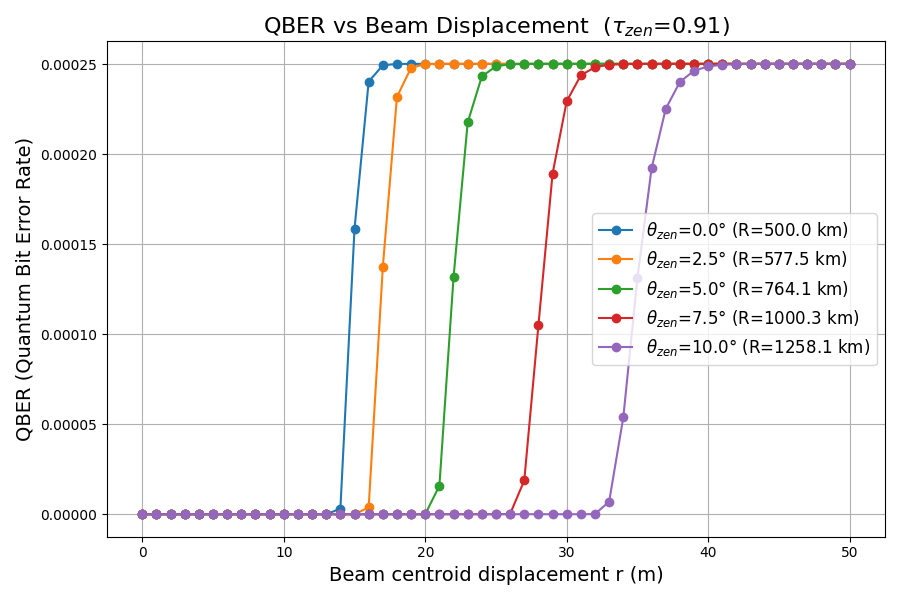 QBER vs Beam Displacement (τzen=0.91)
QBER (Quantum Bit Error Rate)
0.00025
0.00020
0.00015
0.00010
0.00005
0.00000
θzen=0.0° (R=500.0 km)
θzen=2.5° (R=577.5 km)
θzen=5.0° (R=764.1 km)
θzen=7.5° (R=1000.3 km)
θzen=10.0° (R=1258.1 km)
0 10 20 30 40 50
Beam centroid displacement r (m)